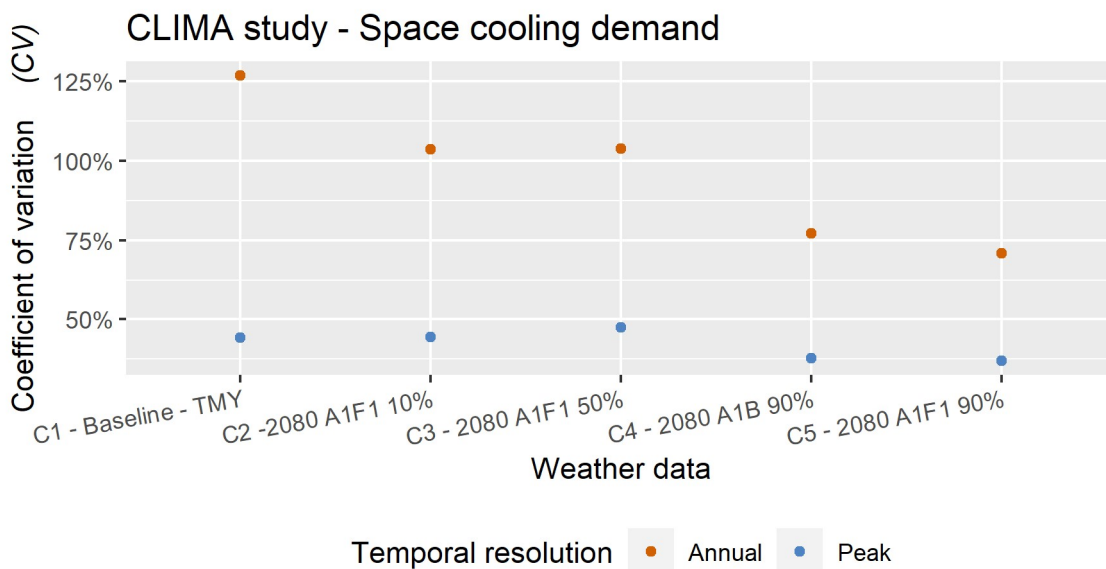 CLIMA study - Space cooling demand
Coefficient of variation (CV)
125%
100%
75%
50%
C1 - Baseline - TMY
C2 -2080 A1F1 10%
C3 - 2080 A1F1 50%
C4 - 2080 A1B 90%
C5 - 2080 A1F1 90%
Weather data
Temporal resolution Annual Peak